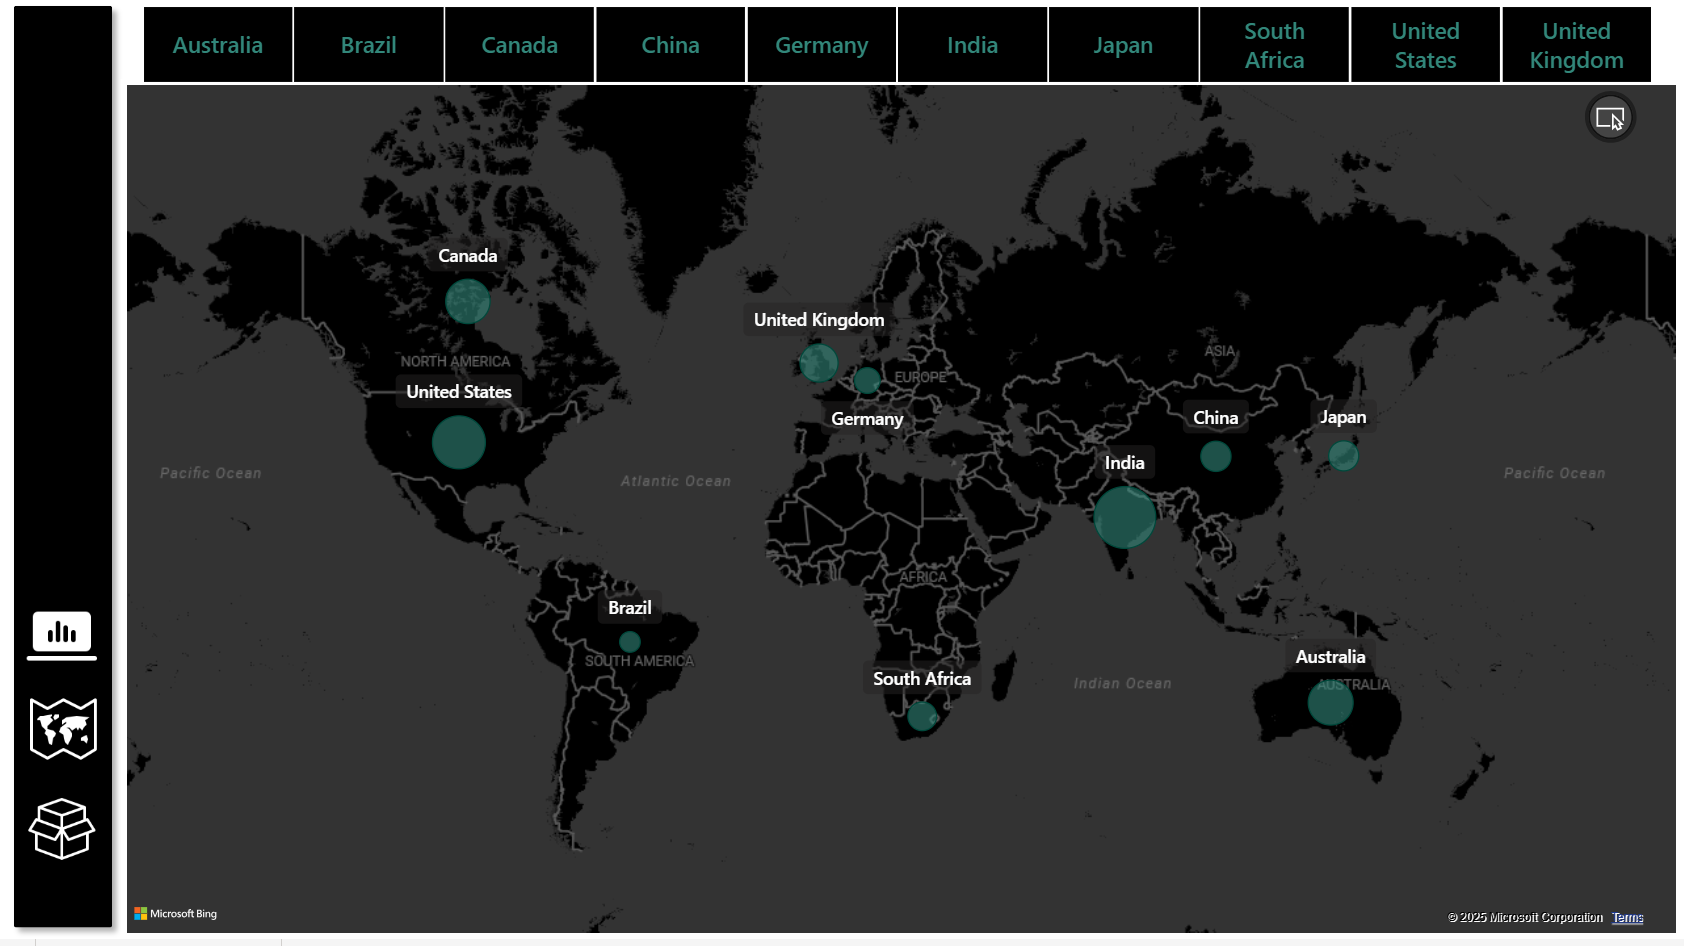 Australia
Brazil
Canada
China
Germany
India
Japan
South
Africa
United
States
United
Kingdom
Canada
United Kingdom
ASIA
NORTH AMERICA
EUROPE
United States
Germany
China
Japan
India
Pacific Ocean
Atlantic Ocean
Pacific Ocean
AFRICA
Brazil
SOUTH AMERICA
South Africa
Indian Ocean
Australia
AUSTRALIA
Microsoft Bing
© 2025 Microsoft Corporation Terms